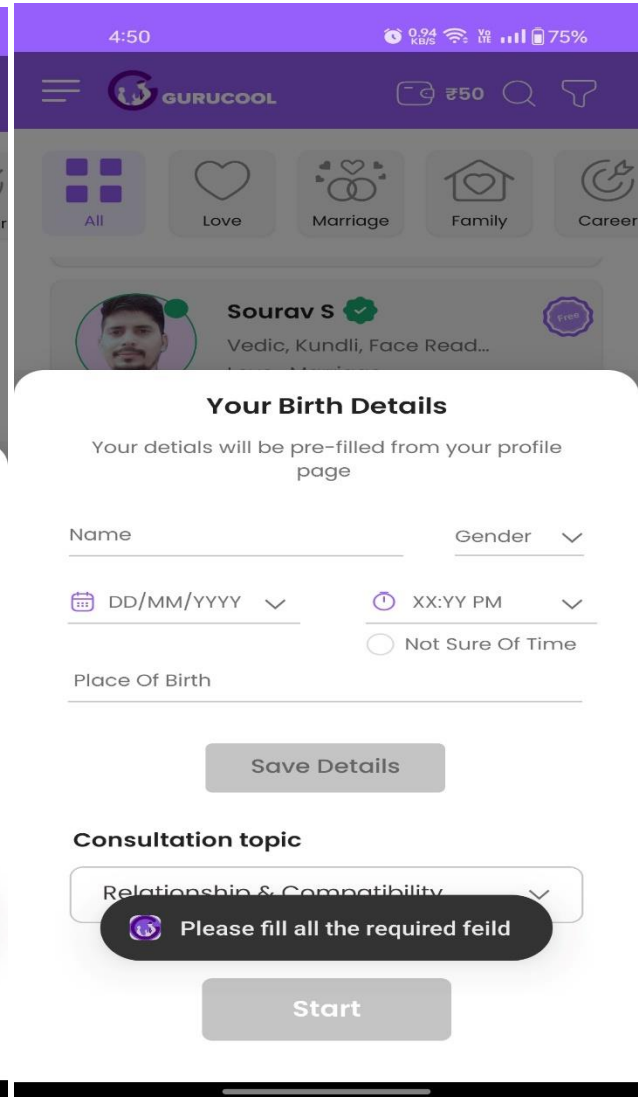 4:50 0.94 KB/S Vo LTE 75%
GURUCOOL ₹50
All Love Marriage Family Career
Sourav S Free
Vedic, Kundli, Face Read...
Your Birth Details
Your detials will be pre-filled from your profile
page
Name Gender
DD/MM/YYYY XX:YY PM
Not Sure Of Time
Place Of Birth
Save Details
Consultation topic
Relationship & Compatibility
Please fill all the required feild
Start